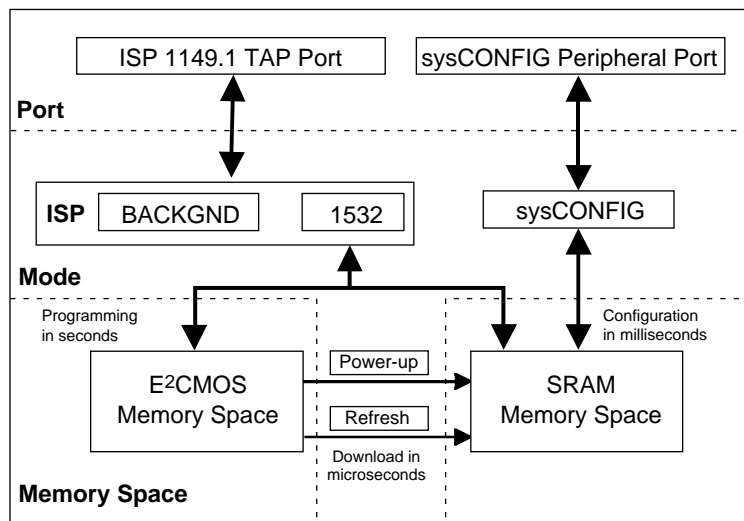 ISP 1149.1 TAP Port
sysCONFIG Peripheral Port
Port
ISP
BACKGND
1532
sysCONFIG
Mode
Programming
in seconds
Configuration
in milliseconds
E²CMOS
Memory Space
Power-up
Refresh
Download in
microseconds
SRAM
Memory Space
Memory Space